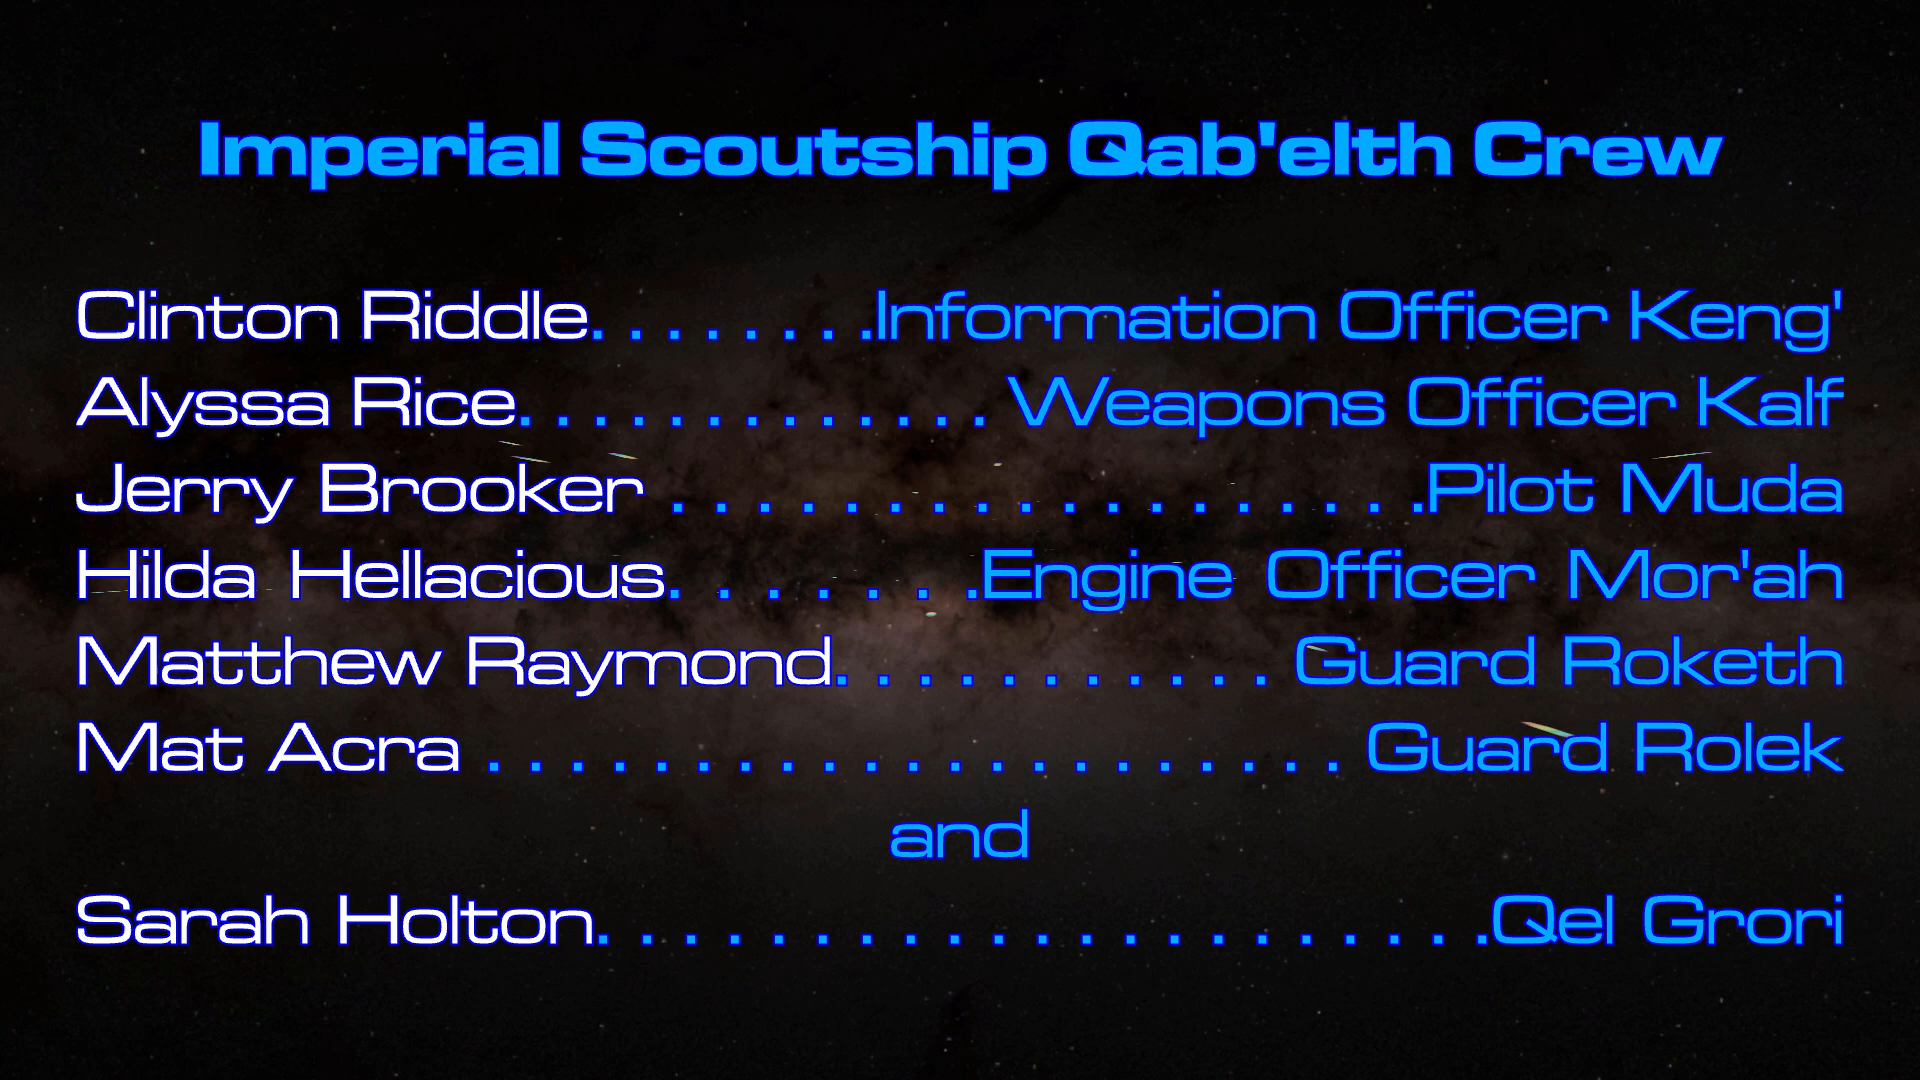 Imperial Scoutship Qab'elth Crew
Clinton Riddle. . . . . . . .Information Officer Keng'
Alyssa Rice. . . . . . . . . . . . . Weapons Officer Kalf
Jerry Brooker . . . . . . . . . . . . . . . . . .Pilot Muda
Hilda Hellacious. . . . . . .Engine Officer Mor'ah
Matthew Raymond. . . . . . . . . . . Guard Roketh
Mat Acra . . . . . . . . . . . . . . . . . . . . . Guard Rolek
and
Sarah Holton. . . . . . . . . . . . . . . . . . . . .Qel Grori